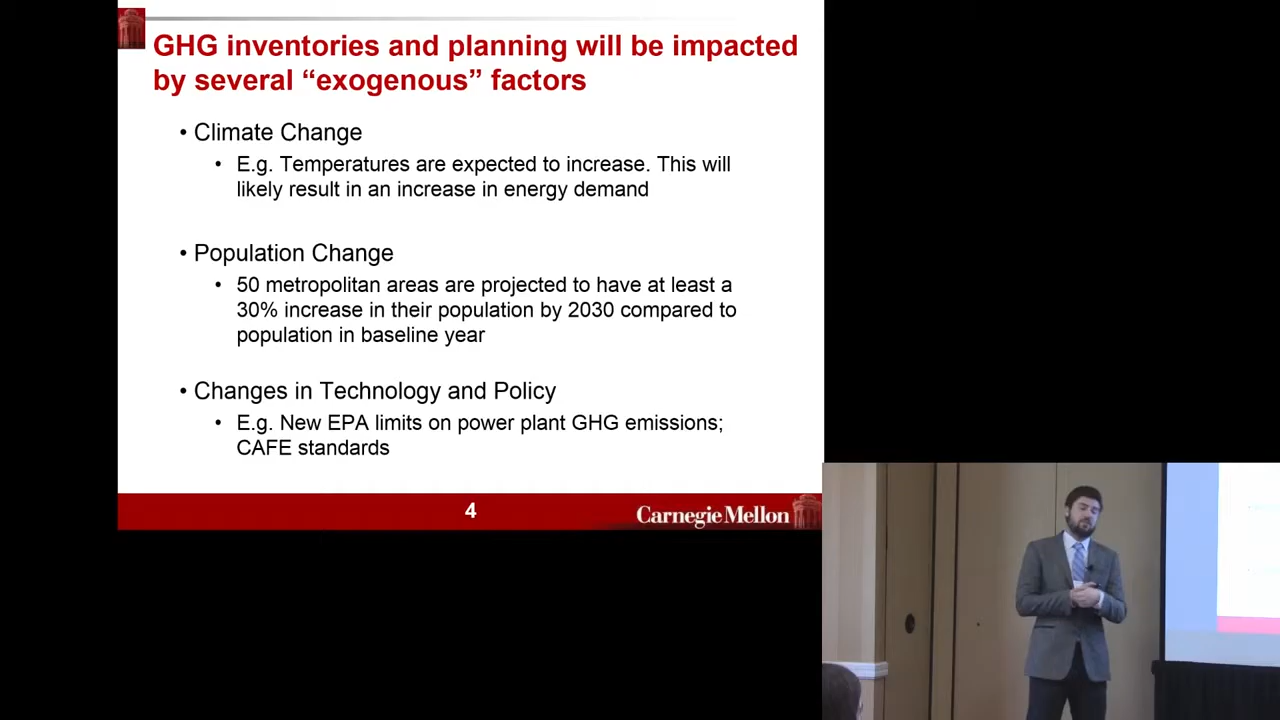 GHG inventories and planning will be impacted
by several “exogenous” factors
• Climate Change
• E.g. Temperatures are expected to increase. This will
likely result in an increase in energy demand
• Population Change
• 50 metropolitan areas are projected to have at least a
30% increase in their population by 2030 compared to
population in baseline year
• Changes in Technology and Policy
• E.g. New EPA limits on power plant GHG emissions;
CAFE standards
4
Carnegie Mellon